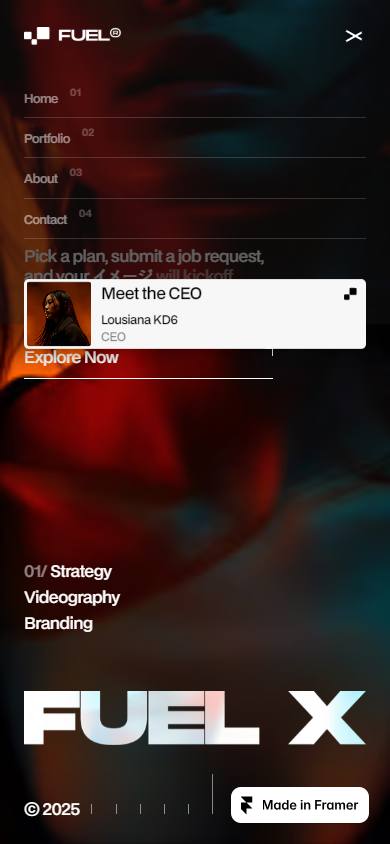 FUEL®
Home 01
Portfolio 02
About 03
Contact 04
Pick a plan, submit a job request,
and your イメージ will kickoff
Meet the CEO
Lousiana KD6
CEO
Explore Now
01/ Strategy
Videography
Branding
FUEL X
© 2025
Made in Framer